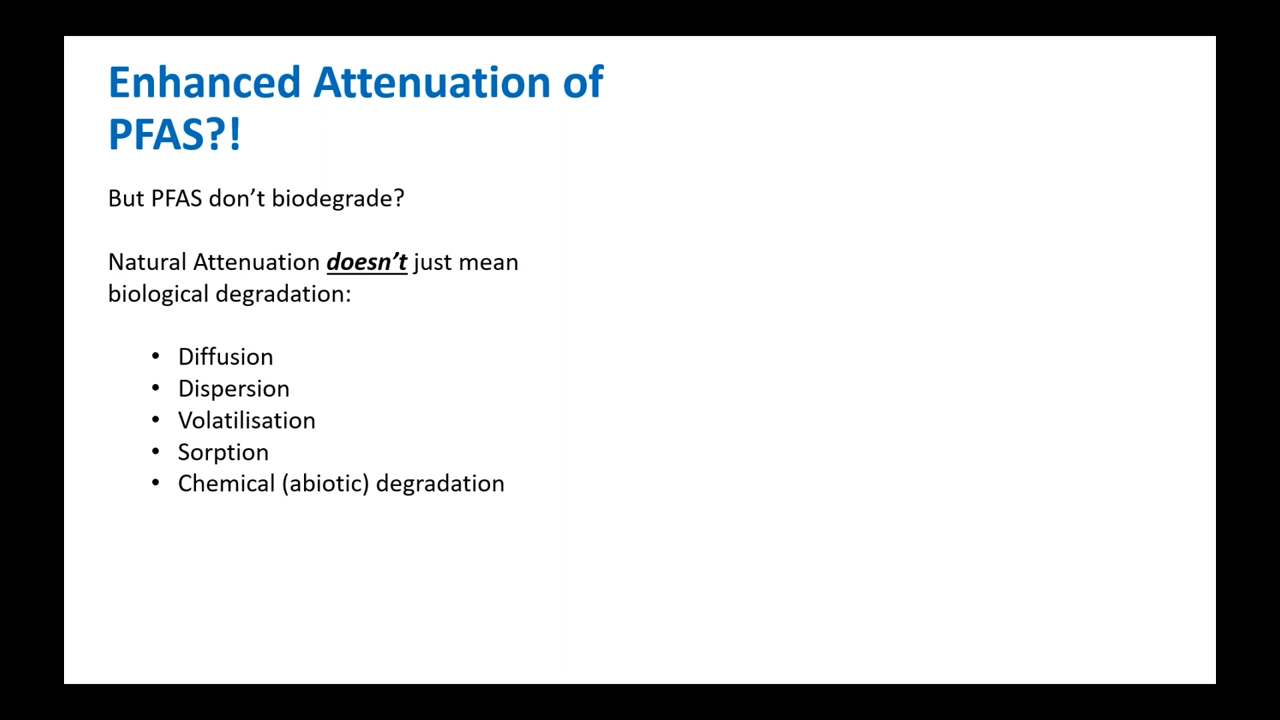 Enhanced Attenuation of
PFAS?!
But PFAS don’t biodegrade?
Natural Attenuation doesn’t just mean
biological degradation:
• Diffusion
• Dispersion
• Volatilisation
• Sorption
• Chemical (abiotic) degradation